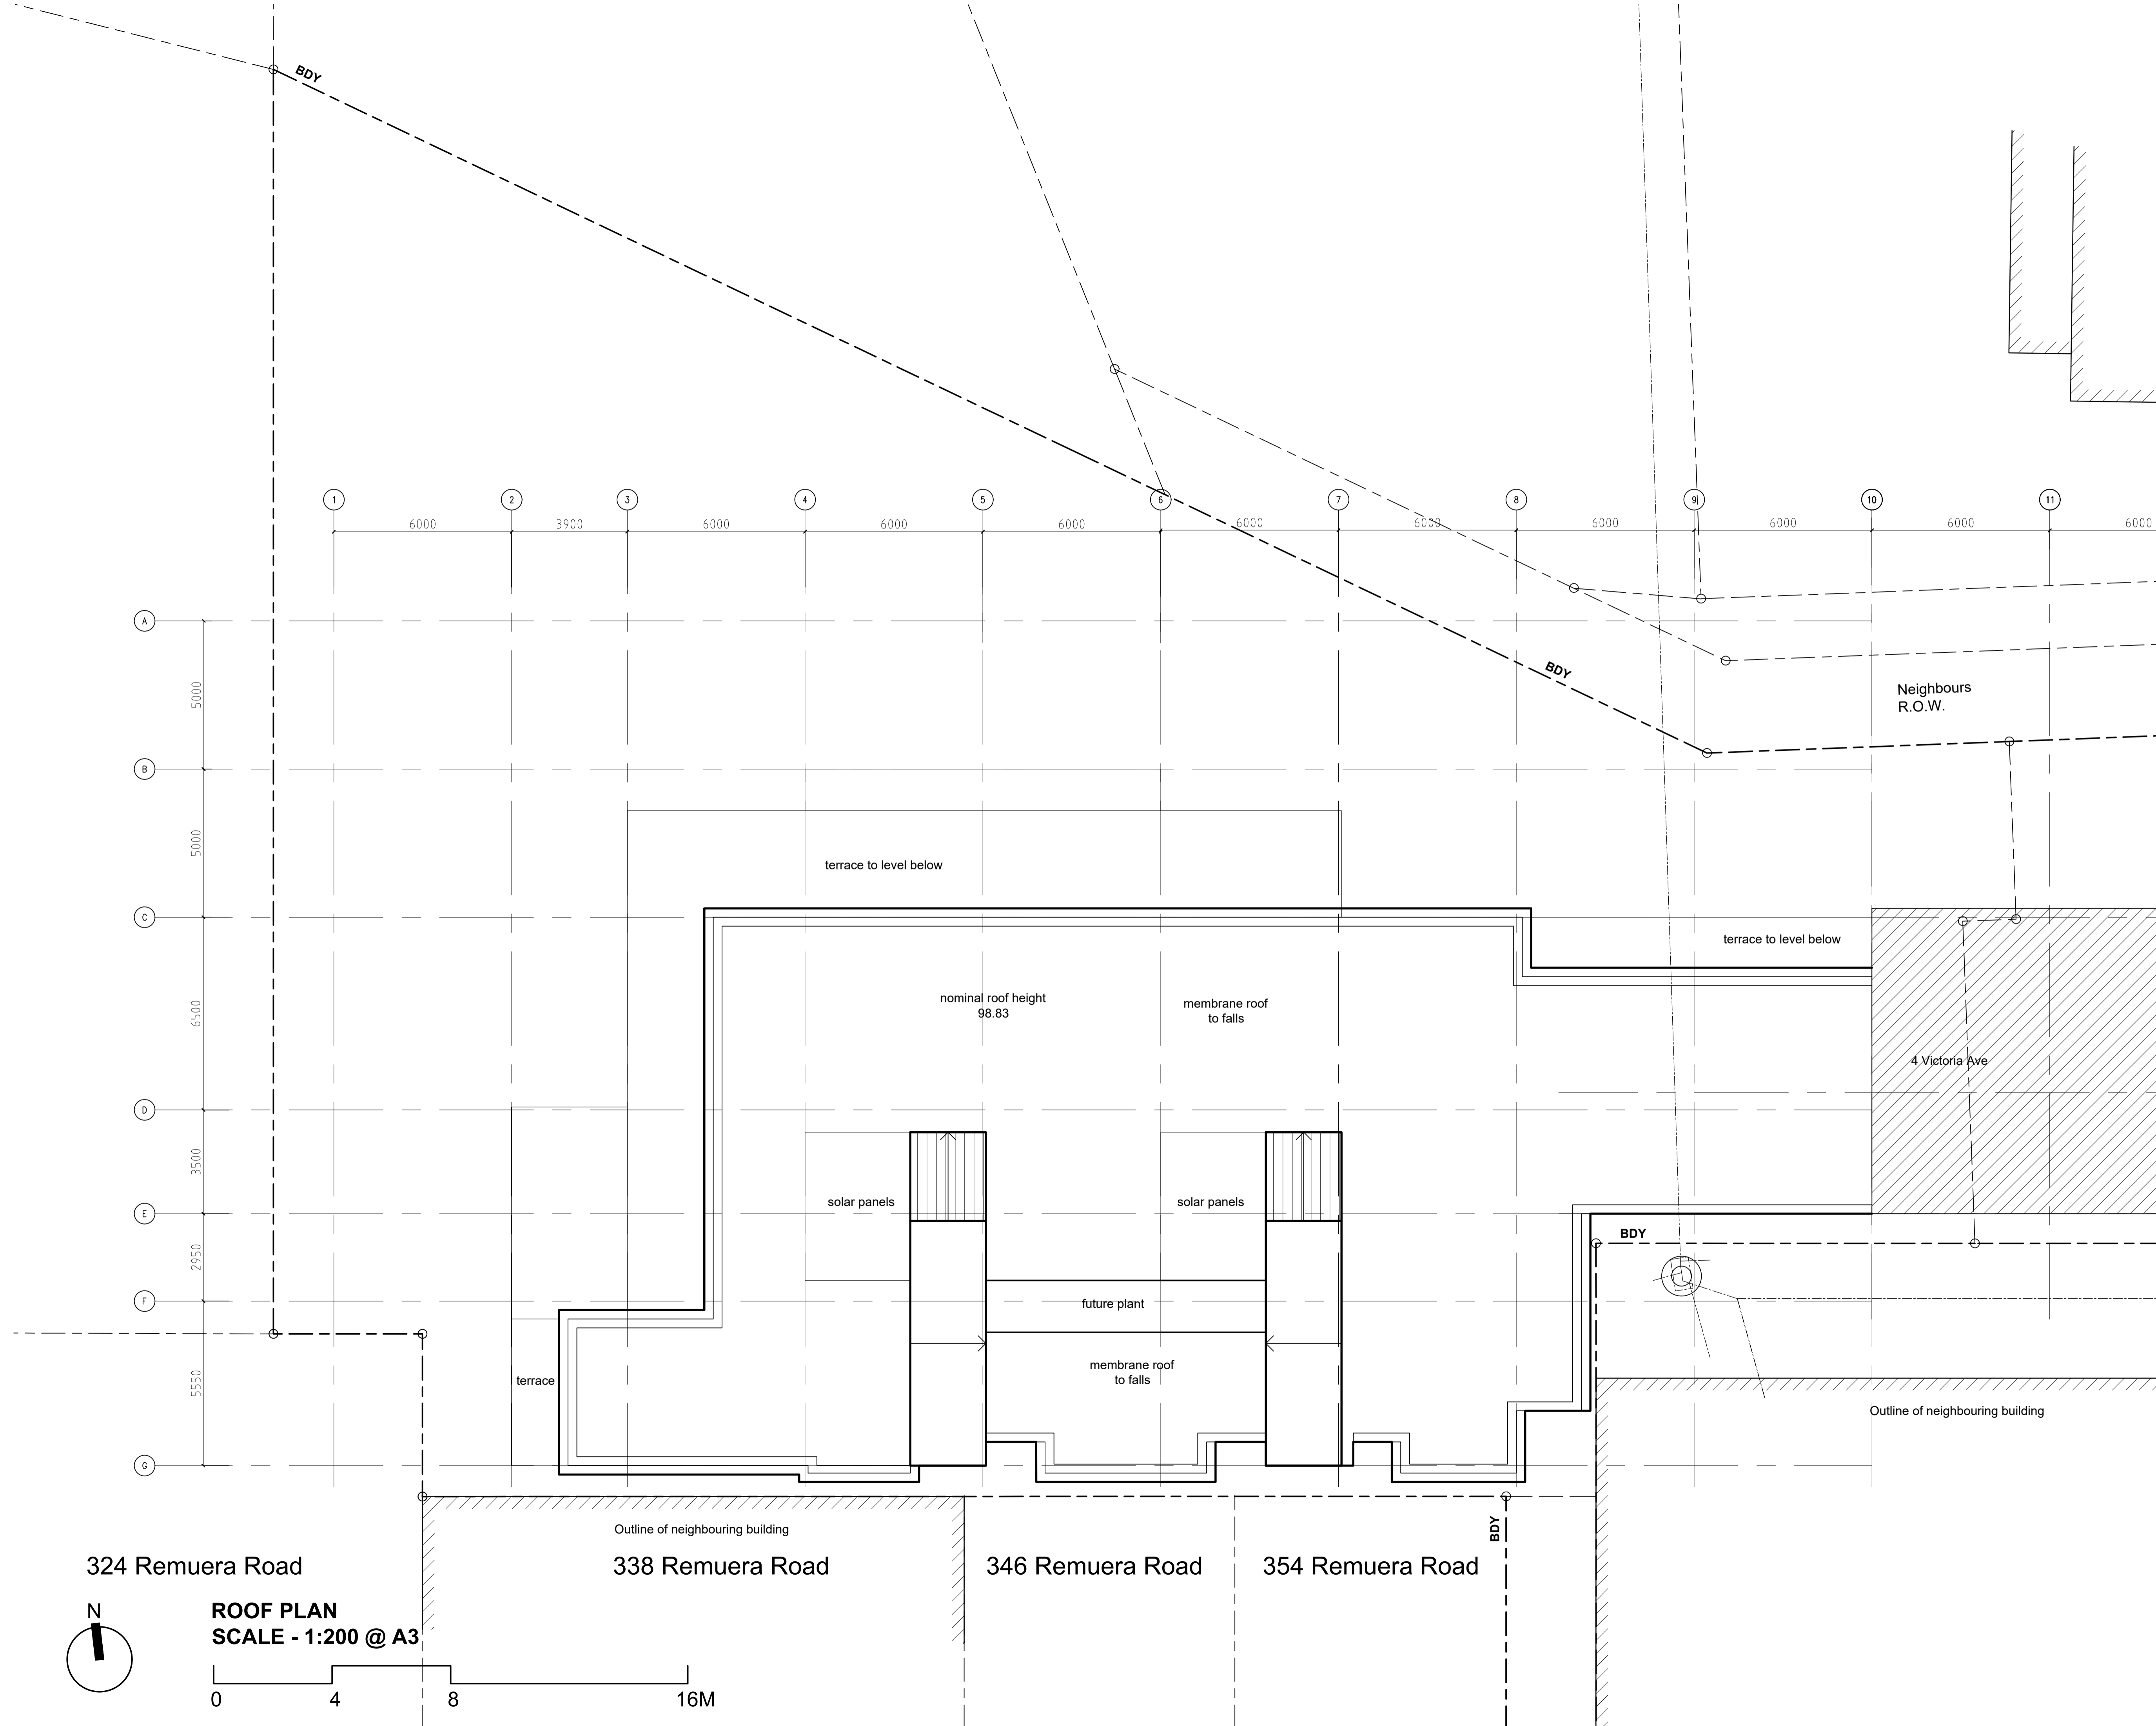 BDY
1
2
3
4
5
6
7
8
9
10
11
6000
3900
6000
6000
6000
6000
6000
6000
6000
6000
6000
A
BDY
5000
Neighbours
R.O.W.
B
5000
terrace to level below
C
terrace to level below
nominal roof height
98.83
membrane roof
to falls
6500
4 Victoria Ave
D
3500
solar panels
solar panels
E
BDY
2950
F
future plant
membrane roof
to falls
5550
terrace
Outline of neighbouring building
G
BDY
Outline of neighbouring building
324 Remuera Road
338 Remuera Road
346 Remuera Road
354 Remuera Road
N
ROOF PLAN
SCALE - 1:200 @ A3
0
4
8
16M